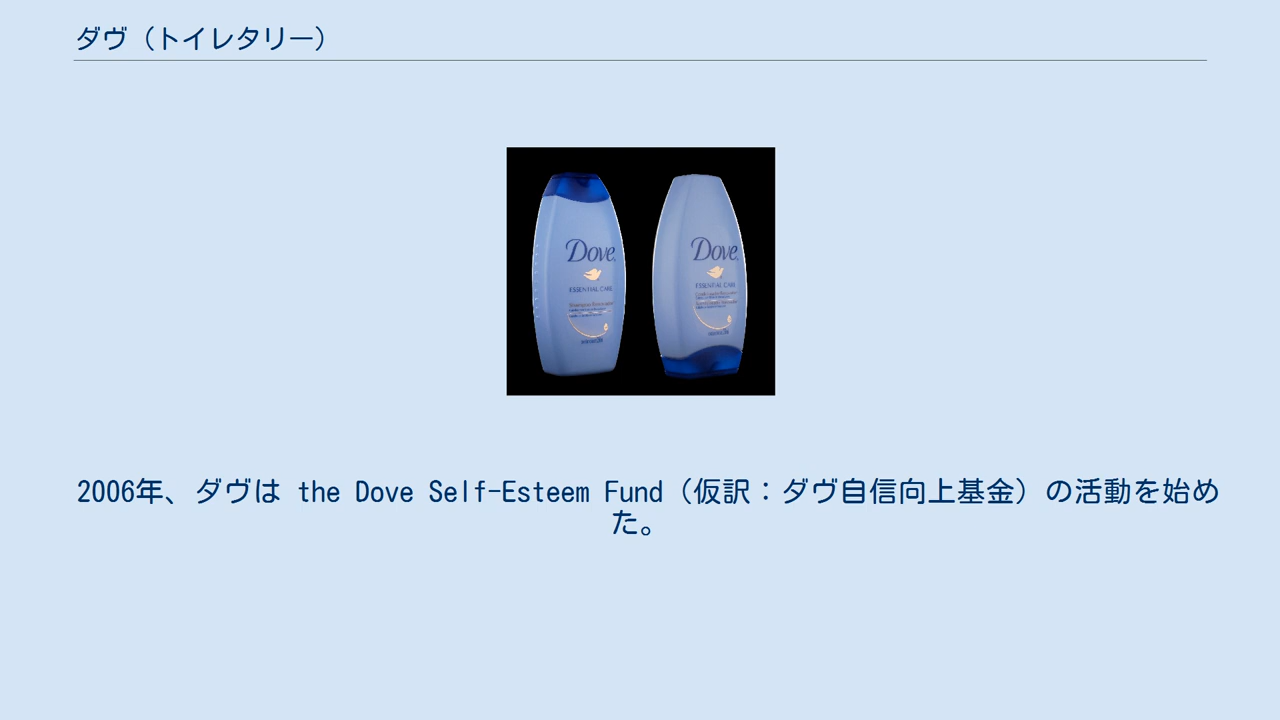 ダヴ（トイレタリー）
Dove
Dove
ESSENTIAL CARE
ESSENTIAL CARE
2006年、ダヴは the Dove Self-Esteem Fund（仮訳：ダヴ自信向上基金）の活動を始め
た。